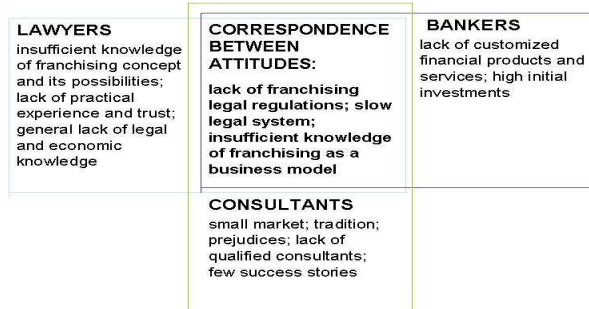 LAWYERS
insufficient knowledge
of franchising concept
and its possibilities;
lack of practical
experience and trust;
general lack of legal
and economic
knowledge
CORRESPONDENCE
BETWEEN
ATTITUDES:
lack of franchising
legal regulations; slow
legal system;
insufficient knowledge
of franchising as a
business model
BANKERS
lack of customized
financial products and
services; high initial
investments
CONSULTANTS
small market; tradition;
prejudices; lack of
qualified consultants;
few success stories